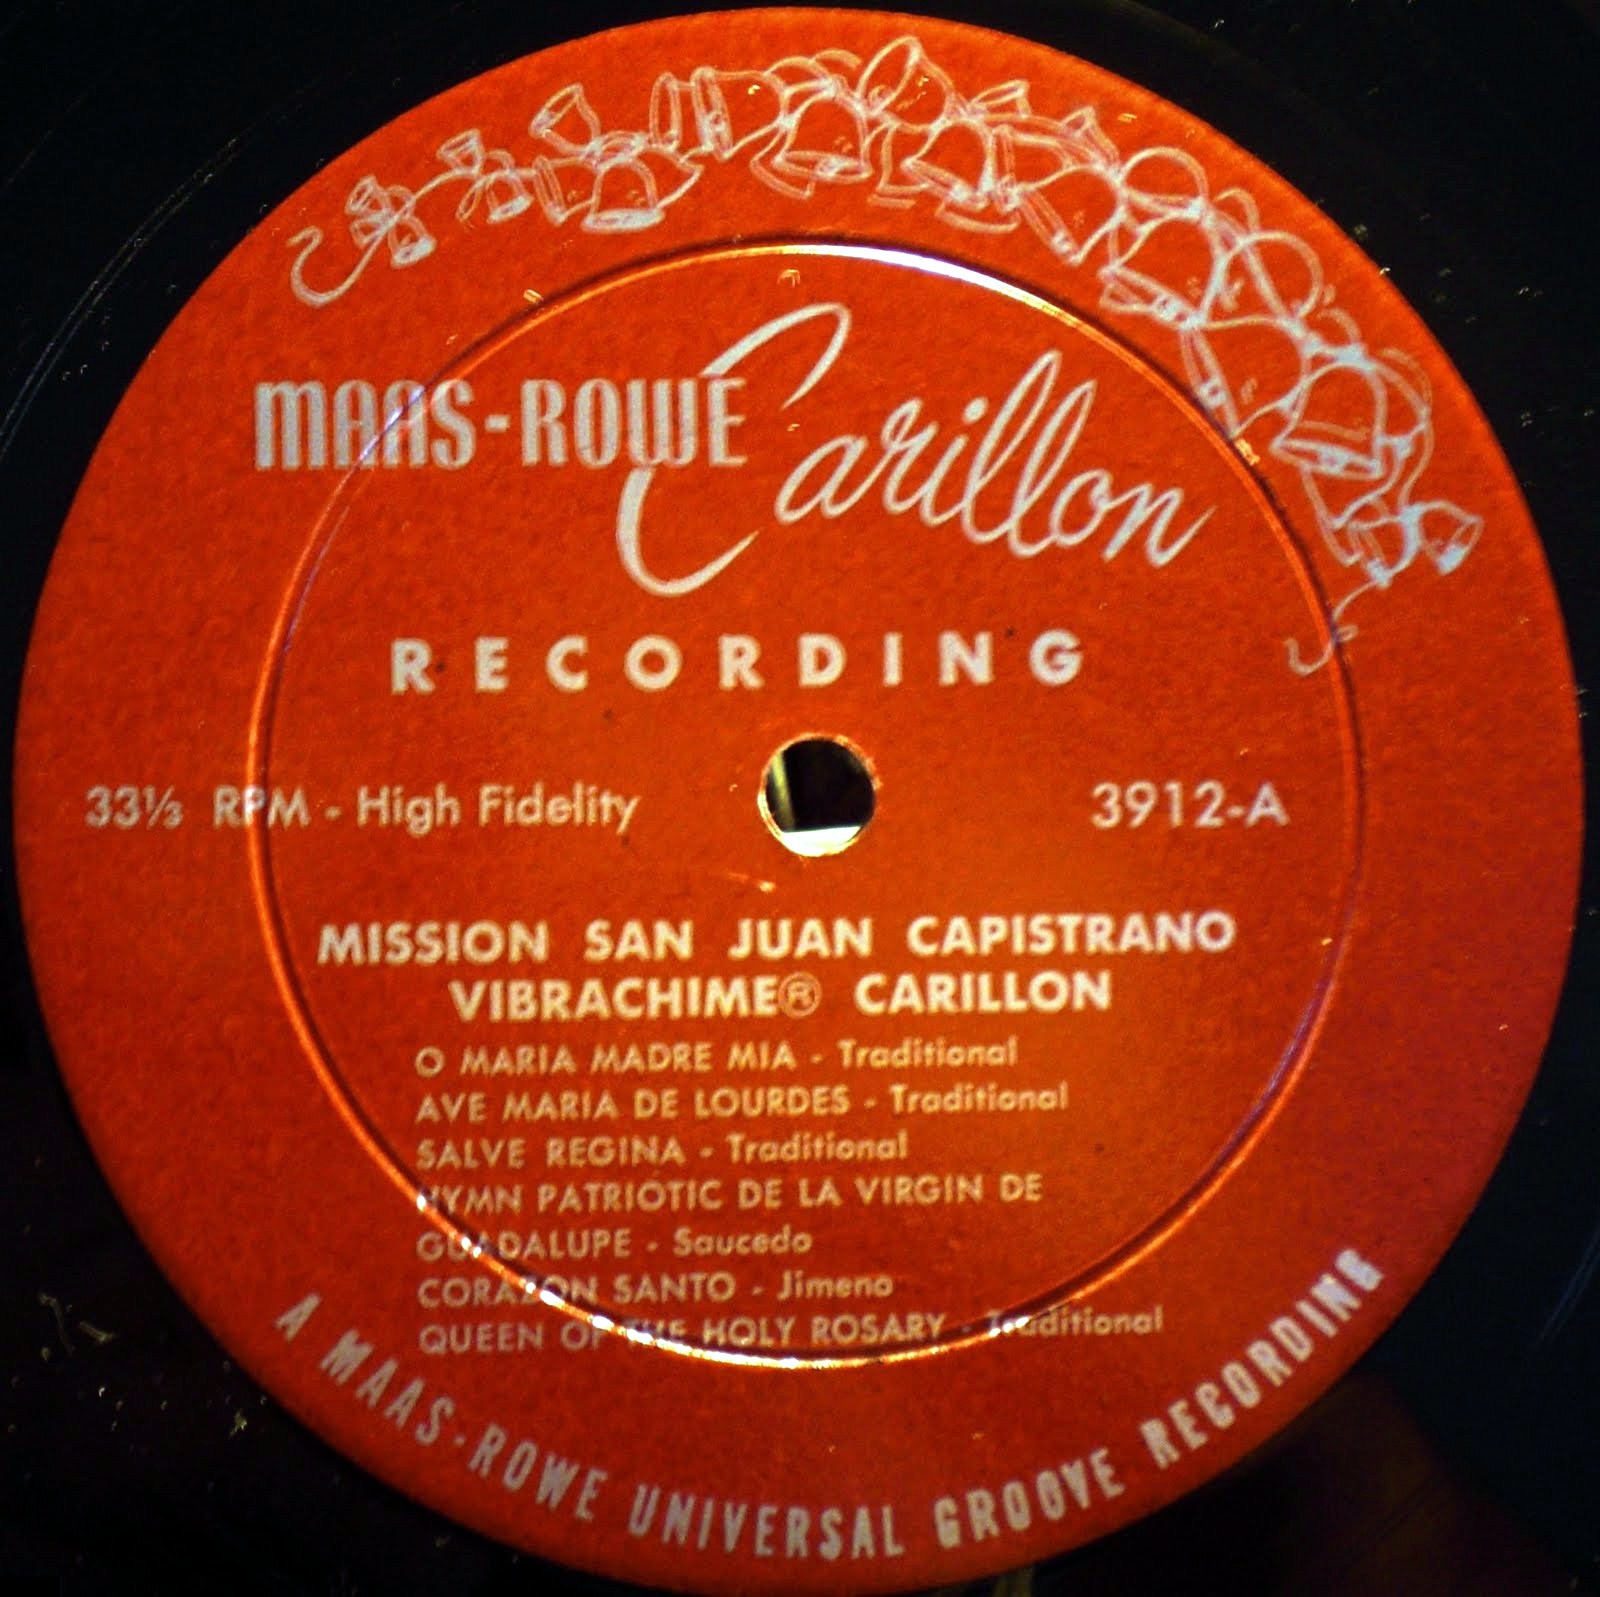 MAAS-ROWE Carillon
RECORDING
33⅓ RPM - High Fidelity
3912-A
MISSION SAN JUAN CAPISTRANO
VIBRACHIME® CARILLON
O MARIA MADRE MIA - Traditional
AVE MARIA DE LOURDES - Traditional
SALVE REGINA - Traditional
HYMN PATRIOTIC DE LA VIRGIN DE
GUADALUPE - Saucedo
CORAZON SANTO - Jimeno
QUEEN OF THE HOLY ROSARY - Traditional
A MAAS-ROWE UNIVERSAL GROOVE RECORDING